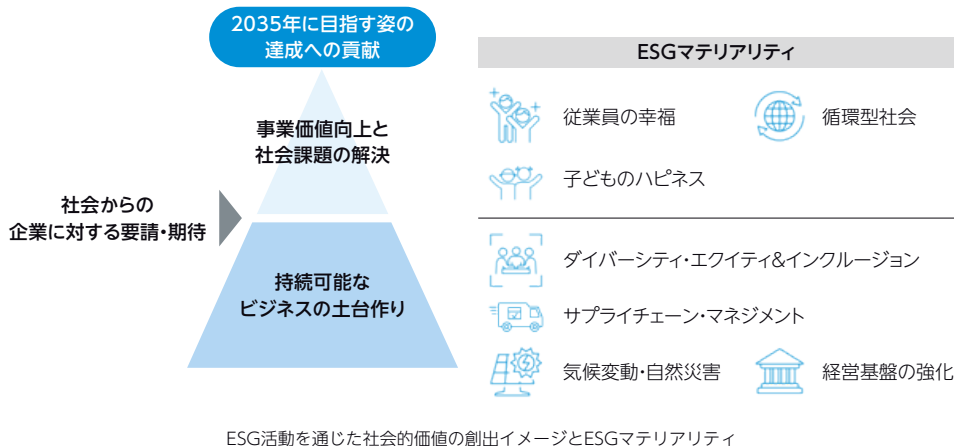 2035年に目指す姿の
達成への貢献
事業価値向上と
社会課題の解決
社会からの
企業に対する要請・期待
持続可能な
ビジネスの土台作り
ESGマテリアリティ
従業員の幸福
循環型社会
子どものハピネス
ダイバーシティ・エクイティ&インクルージョン
サプライチェーン・マネジメント
気候変動・自然災害
経営基盤の強化
ESG活動を通じた社会的価値の創出イメージとESGマテリアリティ